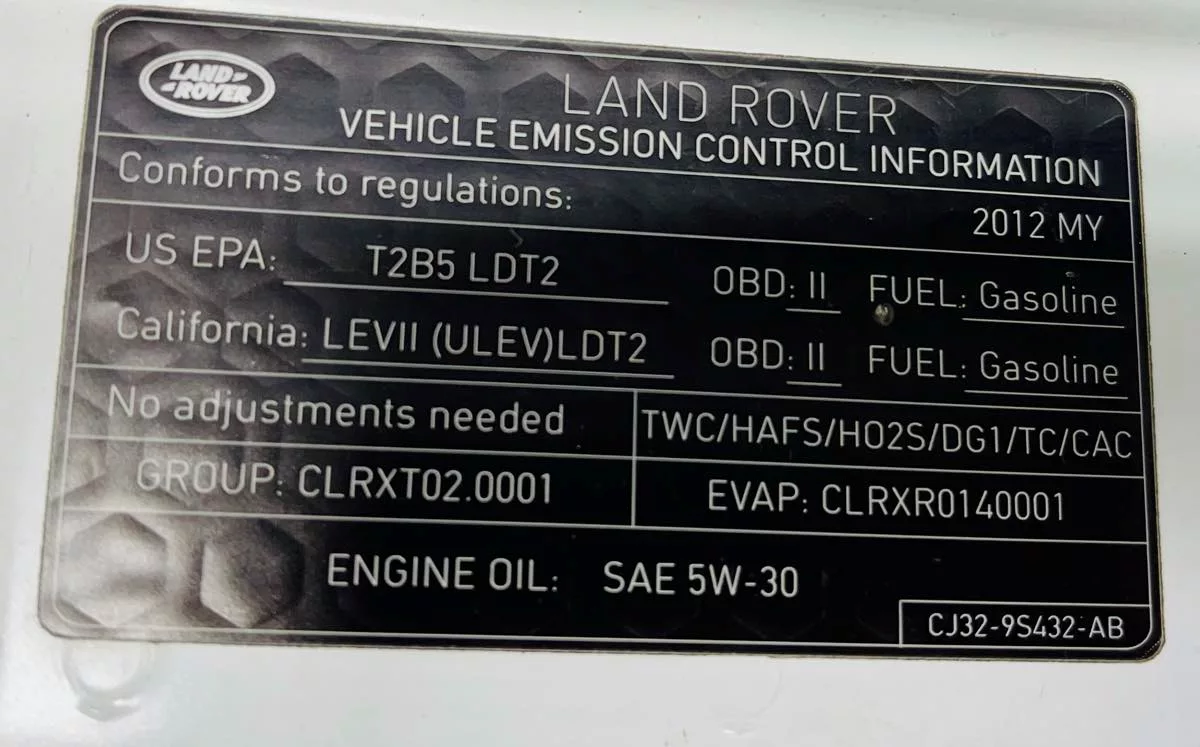 LAND ROVER
LAND ROVER
VEHICLE EMISSION CONTROL INFORMATION
Conforms to regulations: 2012 MY
US EPA: T2B5 LDT2 OBD: II FUEL: Gasoline
California: LEVII (ULEV)LDT2 OBD: II FUEL: Gasoline
No adjustments needed TWC/HAFS/HO2S/DG1/TC/CAC
GROUP: CLRXT02.0001 EVAP: CLRXR0140001
ENGINE OIL: SAE 5W-30
CJ32-9S432-AB